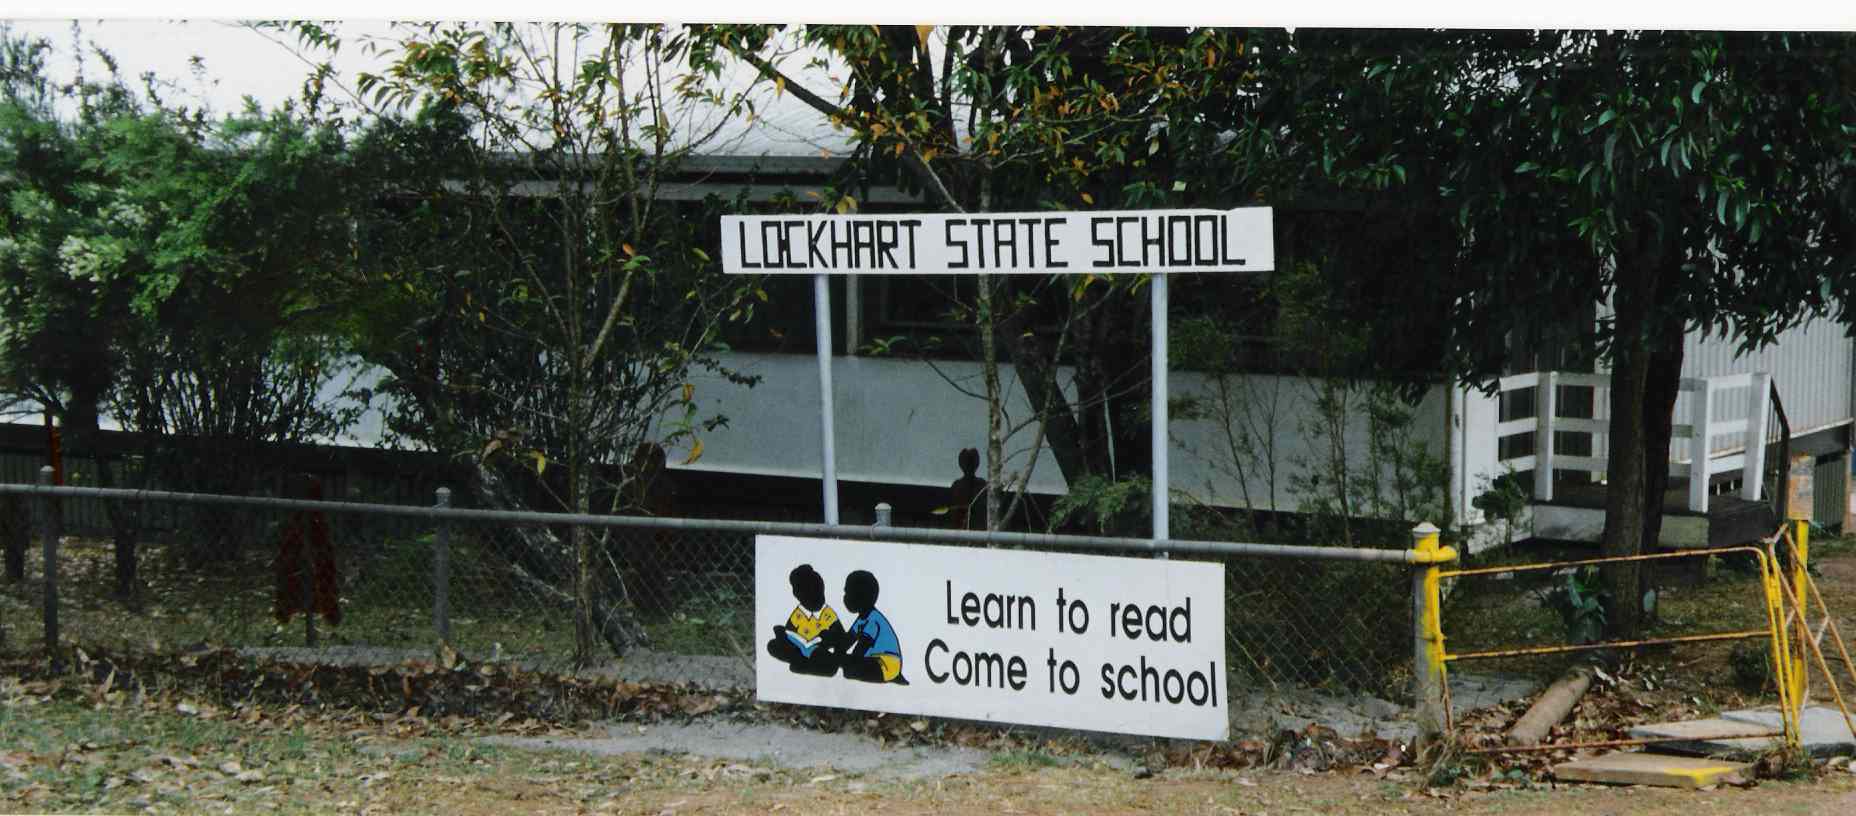 LOCKHART STATE SCHOOL
Learn to read
Come to school